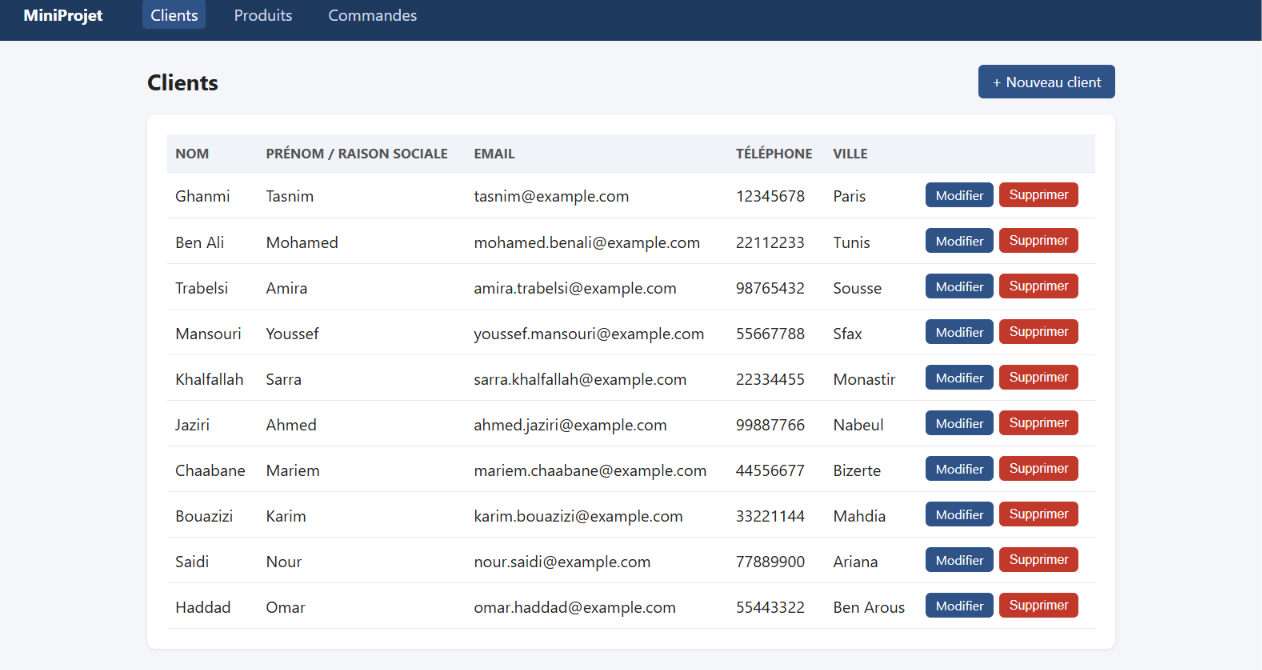 MiniProjet Clients Produits Commandes
Clients + Nouveau client
NOM PRÉNOM / RAISON SOCIALE EMAIL TÉLÉPHONE VILLE
Ghanmi Tasnim tasnim@example.com 12345678 Paris Modifier Supprimer
Ben Ali Mohamed mohamed.benali@example.com 22112233 Tunis Modifier Supprimer
Trabelsi Amira amira.trabelsi@example.com 98765432 Sousse Modifier Supprimer
Mansouri Youssef youssef.mansouri@example.com 55667788 Sfax Modifier Supprimer
Khalfallah Sarra sarra.khalfallah@example.com 22334455 Monastir Modifier Supprimer
Jaziri Ahmed ahmed.jaziri@example.com 99887766 Nabeul Modifier Supprimer
Chaabane Mariem mariem.chaabane@example.com 44556677 Bizerte Modifier Supprimer
Bouazizi Karim karim.bouazizi@example.com 33221144 Mahdia Modifier Supprimer
Saidi Nour nour.saidi@example.com 77889900 Ariana Modifier Supprimer
Haddad Omar omar.haddad@example.com 55443322 Ben Arous Modifier Supprimer